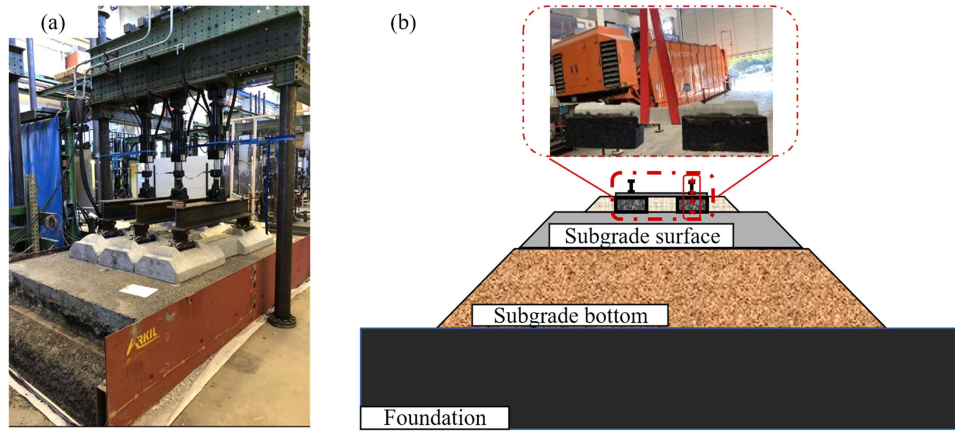 (a)
ARKIL
(b)
Subgrade surface
Subgrade bottom
Foundation